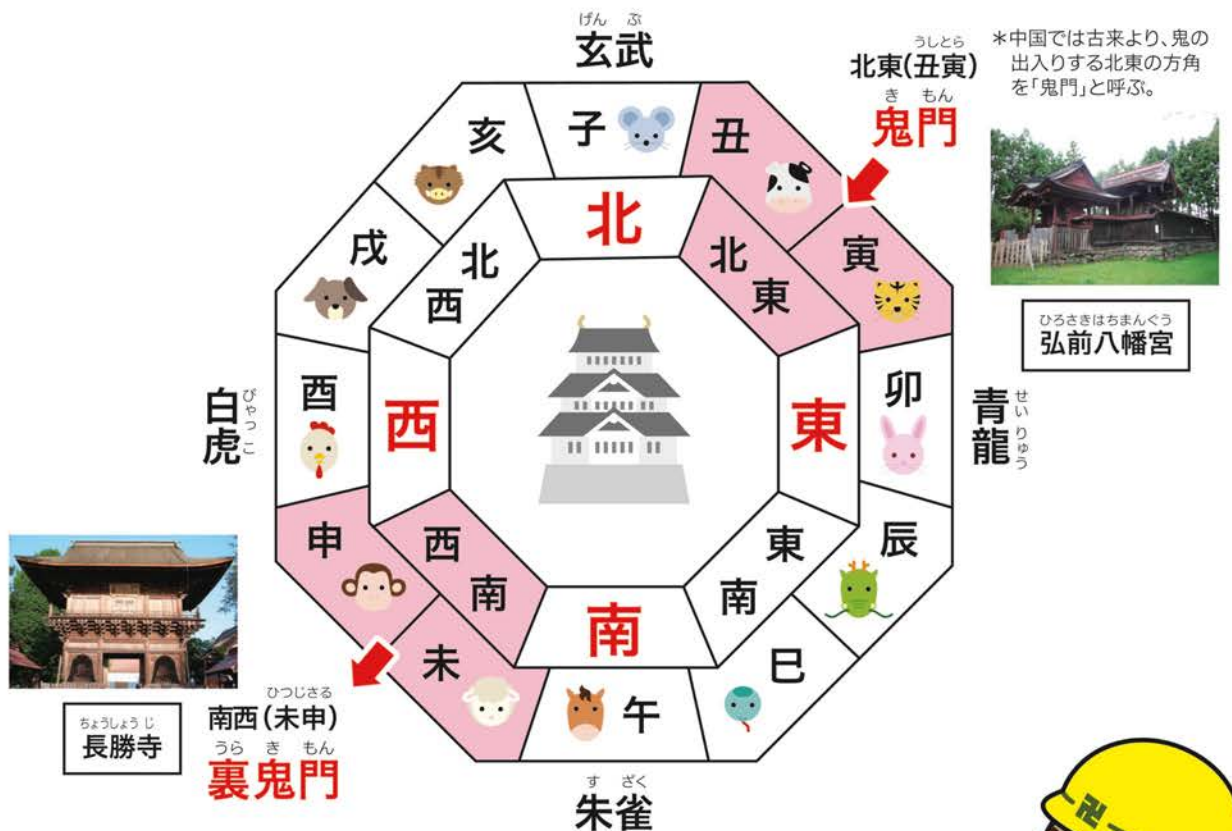 げんぶ
玄武
うしとら
北東(丑寅)
きもん
鬼門
＊中国では古来より、鬼の
出入りする北東の方角
を「鬼門」と呼ぶ。
亥
子
丑
戌
北西
北
北東
寅
ひろさきはちまんぐう
弘前八幡宮
びゃっこ
白虎
酉
西
東
卯
せいりゅう
青龍
申
西南
南
東南
辰
未
午
巳
ちょうしょうじ
長勝寺
ひつじさる
南西(未申)
うらきもん
裏鬼門
すざく
朱雀
卍